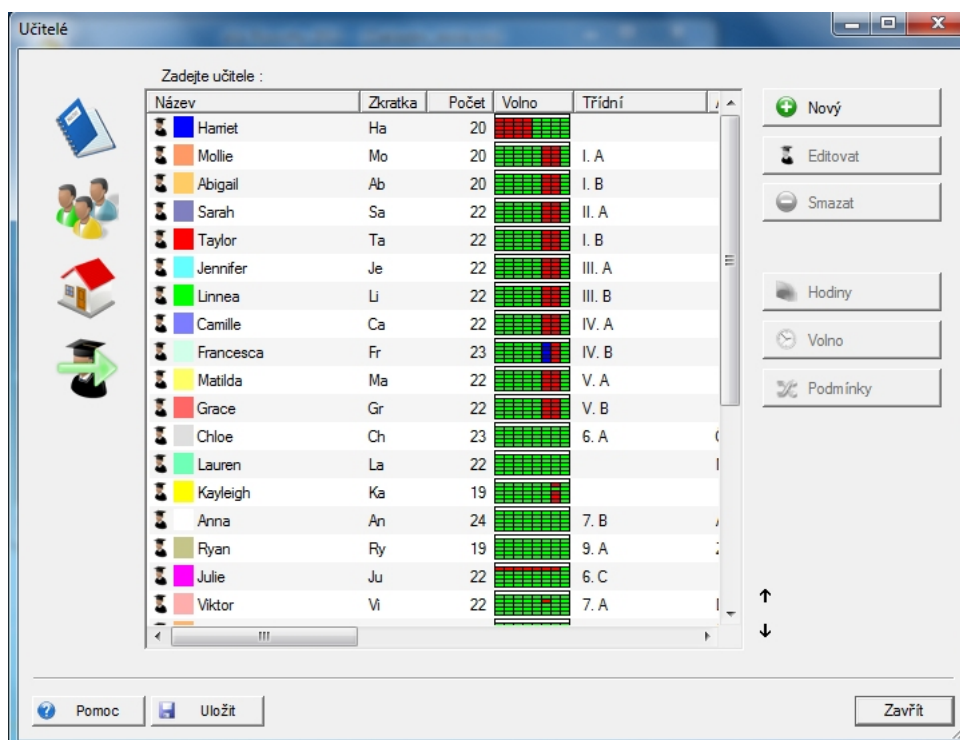 Učitelé
Zadejte učitele :
Název Zkratka Počet Volno Třídní
Harriet Ha 20
Mollie Mo 20 I. A
Abigail Ab 20 I. B
Sarah Sa 22 II. A
Taylor Ta 22 I. B
Jennifer Je 22 III. A
Linnea Li 22 III. B
Camille Ca 22 IV. A
Francesca Fr 23 IV. B
Matilda Ma 22 V. A
Grace Gr 22 V. B
Chloe Ch 23 6. A
Lauren La 22
Kayleigh Ka 19
Anna An 24 7. B
Ryan Ry 19 9. A
Julie Ju 22 6. C
Viktor Vi 22 7. A
Nový
Editovat
Smazat
Hodiny
Volno
Podmínky
Pomoc
Uložit
Zavřít